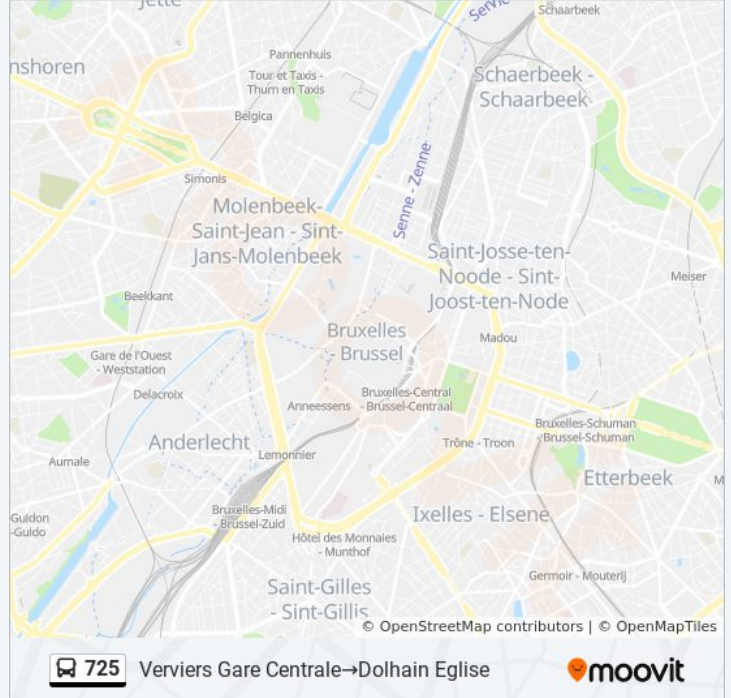 Jette
Servic
Schaarbeek
Pannenhuis
nshoren
Tour et Taxis -
Thurn en Taxis
Schaerbeek -
Schaarbeek
Belgica
Senne - Zenne
Simonis
Molenbeek-
Saint-Jean - Sint-
Jans-Molenbeek
Saint-Josse-ten-
Noode - Sint-
Joost-ten-Node
Meiser
Beekkant
Bruxelles
- Brussel
Madou
Gare de l'Ouest
- Weststation
Delacroix
Bruxelles-Central
- Brussel-Centraal
Anneessens
Bruxelles-Schuman
- Brussel-Schuman
Anderlecht
Trône - Troon
Lemonnier
Aumale
Etterbeek
M
Bruxelles-Midi
- Brussel-Zuid
Ixelles - Elsene
Guidon
-Guido
Hôtel des Monnaies
- Munthof
Germoir - Mouterij
Saint-Gilles
- Sint-Gillis
© OpenStreetMap contributors | © OpenMapTiles
725 Verviers Gare Centrale→Dolhain Eglise moovit